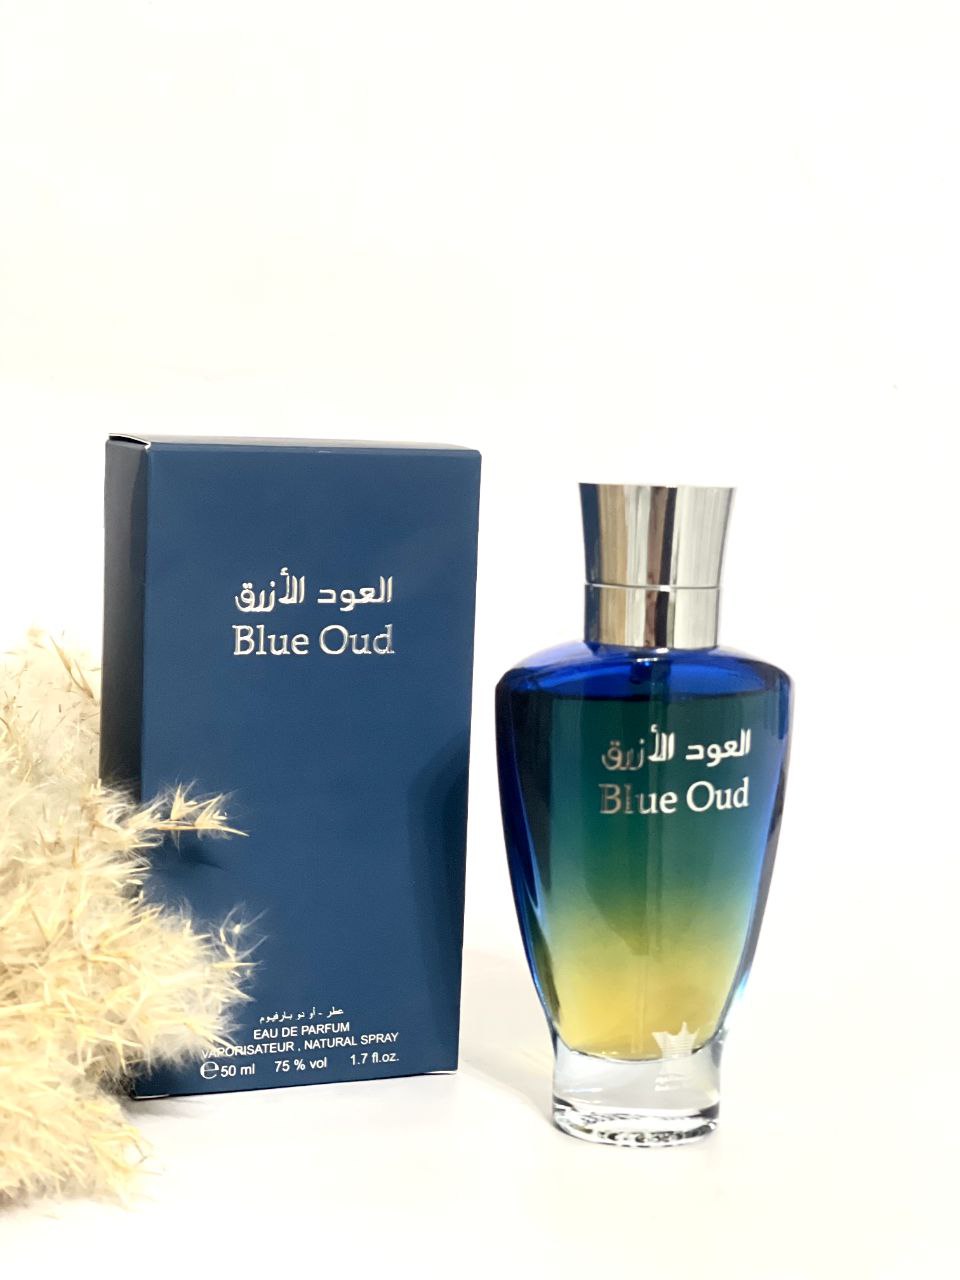 العود الأزرق
Blue Oud
عطر - أو دو بارفيوم
EAU DE PARFUM
VAPORISATEUR , NATURAL SPRAY
℮ 50 ml 75 % vol 1.7 fl.oz.
العود الأزرق
Blue Oud